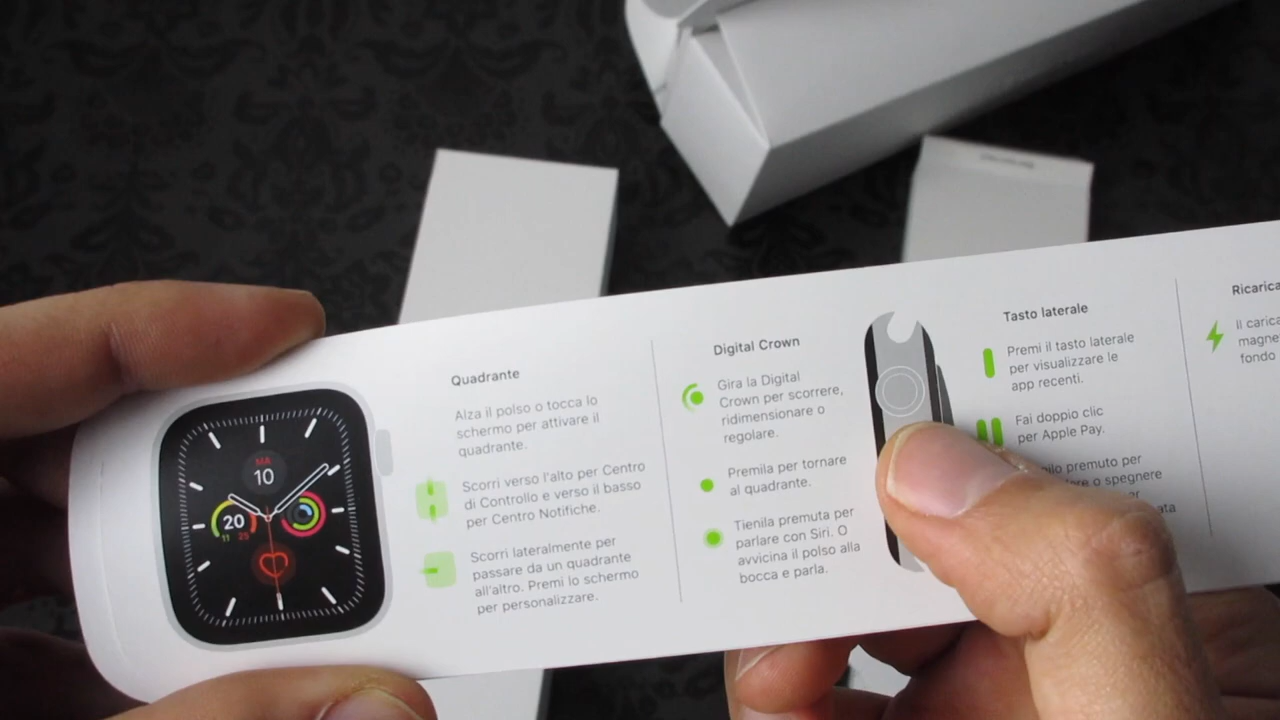 MA
10
20
11 25
Quadrante
Alza il polso o tocca lo
schermo per attivare il
quadrante.
Scorri verso l'alto per Centro
di Controllo e verso il basso
per Centro Notifiche.
Scorri lateralmente per
passare da un quadrante
all'altro. Premi lo schermo
per personalizzare.
Digital Crown
Gira la Digital
Crown per scorrere,
ridimensionare o
regolare.
Premila per tornare
al quadrante.
Tienila premuta per
parlare con Siri. O
avvicina il polso alla
bocca e parla.
Tasto laterale
Premi il tasto laterale
per visualizzare le
app recenti.
Fai doppio clic
per Apple Pay.
premuto per
o spegnere
Ricarica
Il carica
magne
fondo